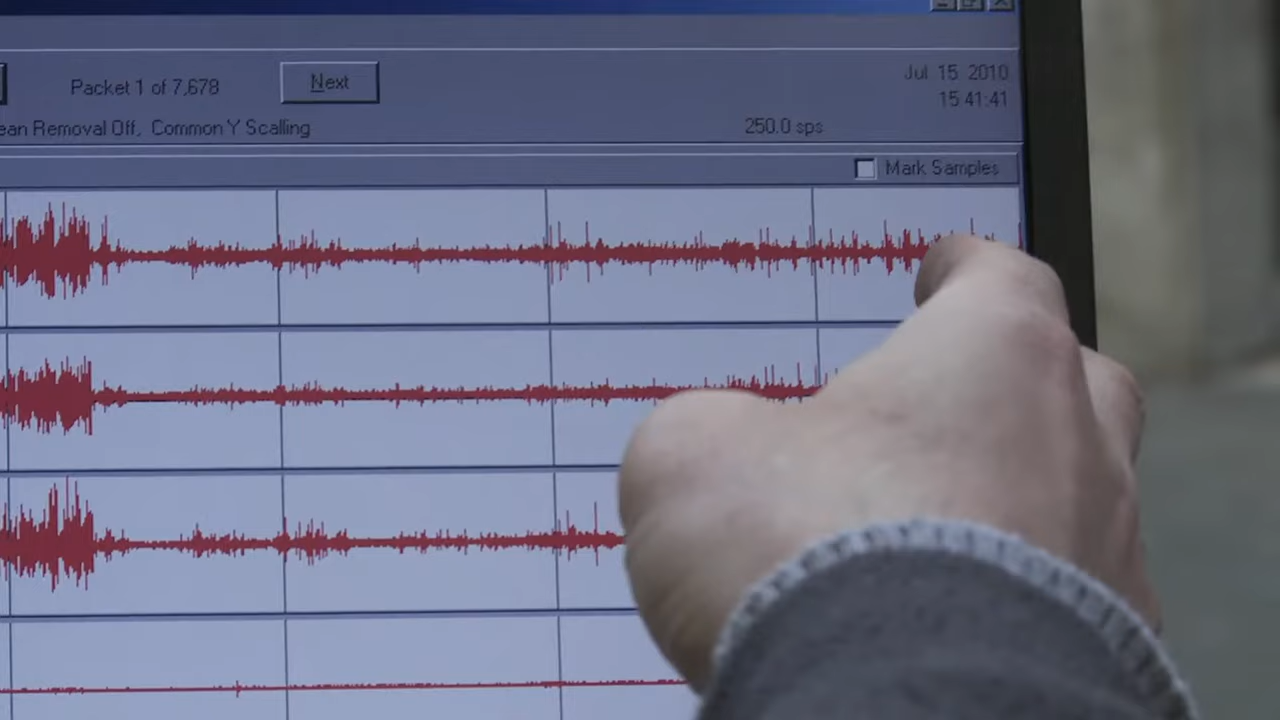 Packet 1 of 7,678
Next
Jul 15 2010
15:41:41
ean Removal Off, Common Y Scalling
250.0 sps
Mark Samples